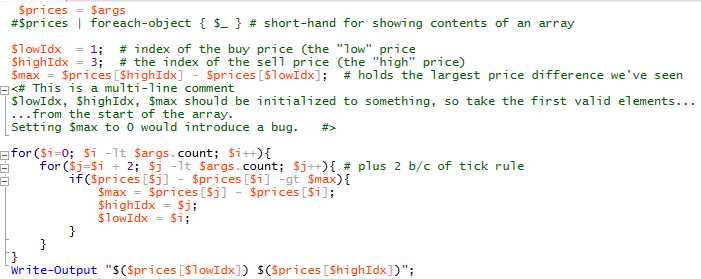 $prices = $args
#$prices | foreach-object { $_ } # short-hand for showing contents of an array
$lowIdx  = 1;  # index of the buy price (the "low" price
$highIdx = 3;  # the index of the sell price (the "high" price)
$max = $prices[$highIdx] - $prices[$lowIdx];  # holds the largest price difference we've seen
<# This is a multi-line comment
$lowIdx, $highIdx, $max should be initialized to something, so take the first valid elements...
...from the start of the array.
Setting $max to 0 would introduce a bug.   #>
for($i=0; $i -lt $args.count; $i++){
    for($j=$i + 2; $j -lt $args.count; $j++){ # plus 2 b/c of tick rule
        if($prices[$j] - $prices[$i] -gt $max){
            $max = $prices[$j] - $prices[$i];
            $highIdx = $j;
            $lowIdx = $i;
        }
    }
}
Write-Output "$($prices[$lowIdx]) $($prices[$highIdx])";